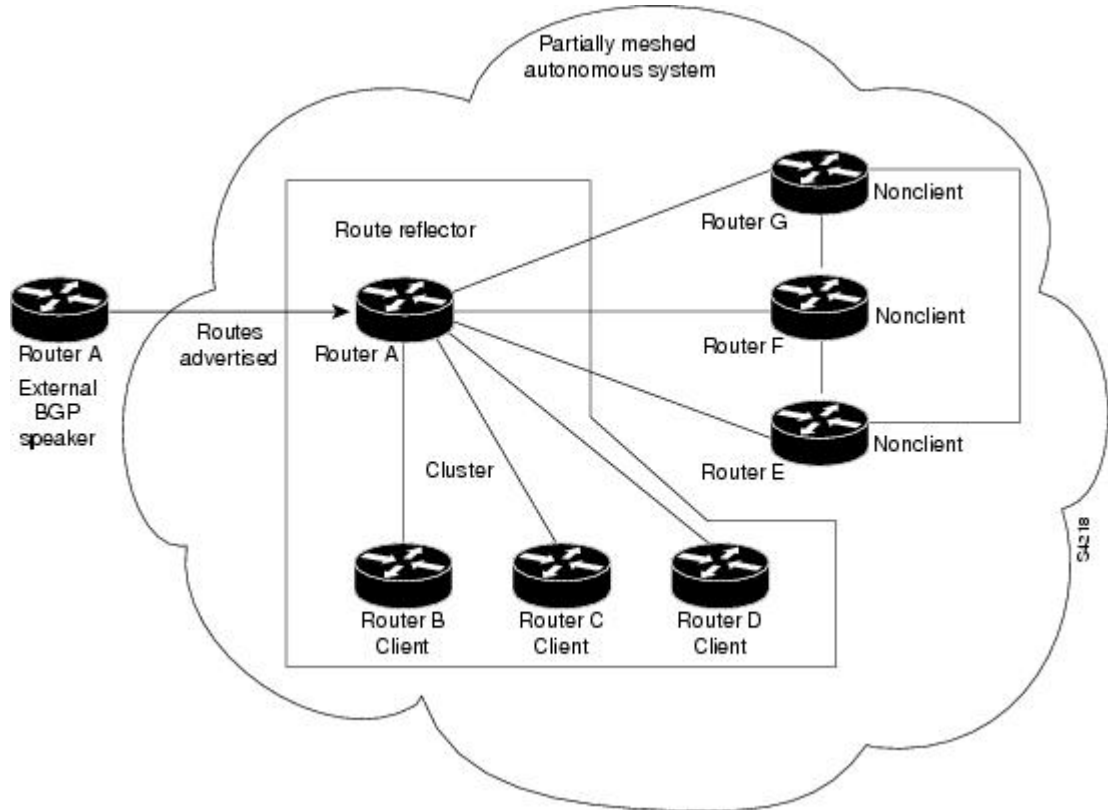 Partially meshed
autonomous system
Nonclient
Router G
Route reflector
Routes
advertised
Router A
External
BGP
speaker
Router A
Nonclient
Router F
Nonclient
Router E
Cluster
S4218
Router B
Client
Router C
Client
Router D
Client